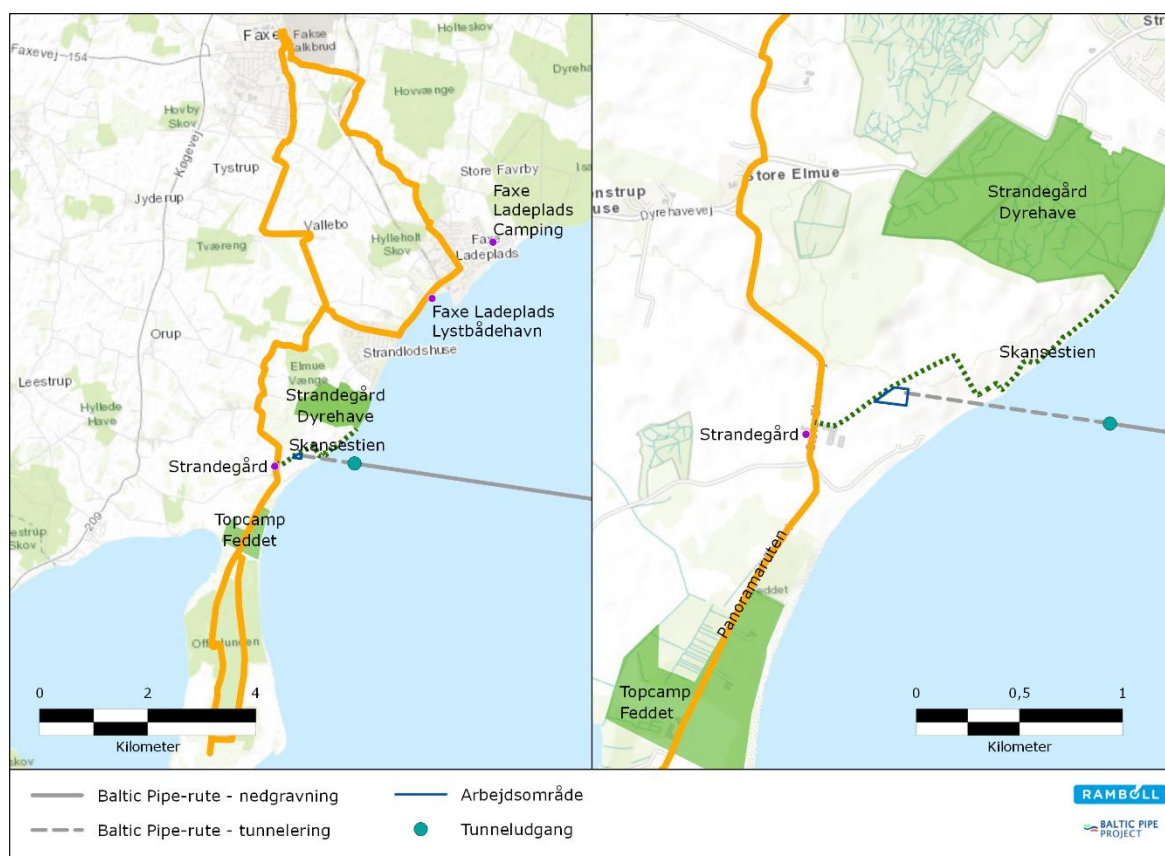 Faxe
Fakse
Kalkbrud
Faxevej 154
Holteskov
Hovvænge
Hovby
Skov
Køgevej
Tystrup
Store Favrby
Jyderup
Vallebo
Faxe
Ladeplads
Camping
Tværeng
Hylleholt
Skov
Faxe
Ladeplads
Faxe Ladeplads
Lystbådehavn
Orup
Strandlodshuse
Leestrup
Elmue
Vænge
Strandegård
Dyrehave
Hyllede
Have
Skansestien
Strandegård
209
Topcamp
Feddet
0 2 4
Kilometer
Store Elmue
Dyrehavevej
Strandegård
Dyrehave
Skansestien
Strandegård
Panoramaruten
Topcamp
Feddet
0 0,5 1
Kilometer
Baltic Pipe-rute - nedgravning
Baltic Pipe-rute - tunnelering
Arbejdsområde
Tunneludgang
RAMBOLL
BALTIC PIPE
PROJECT